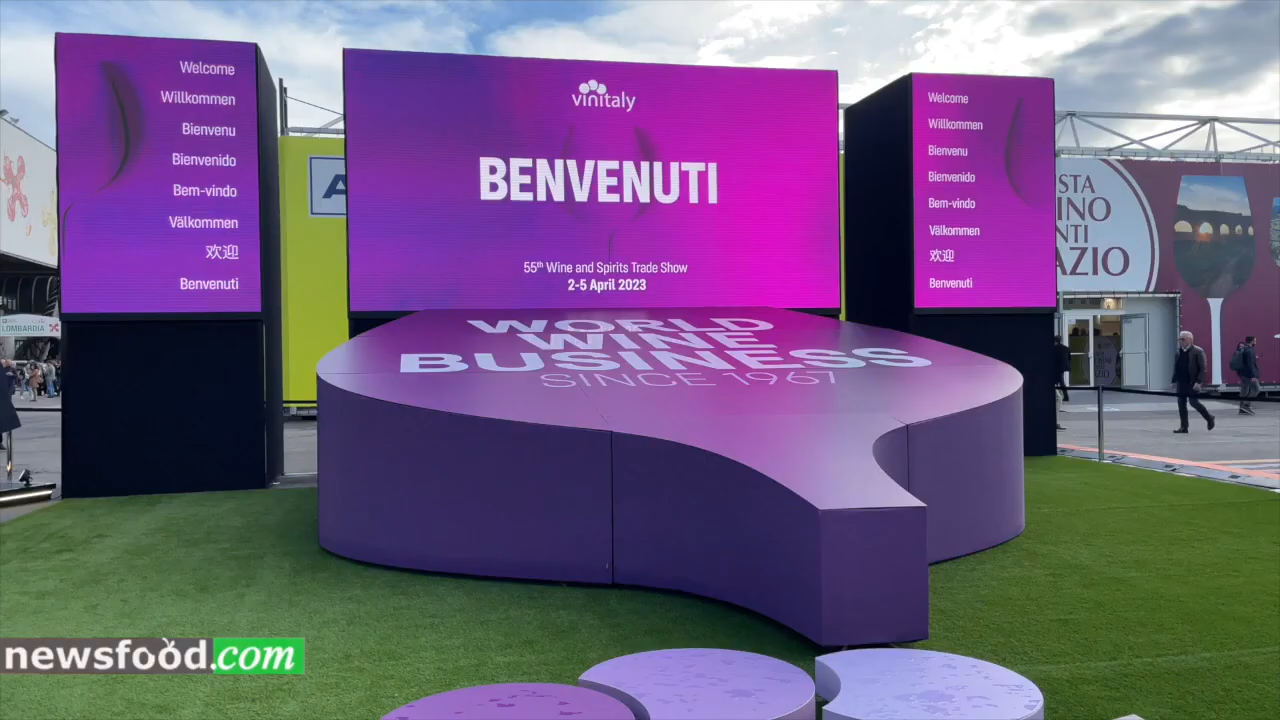 Welcome
Willkommen
Bienvenu
Bienvenido
Bem-vindo
Välkommen
欢迎
Benvenuti
vinitaly
BENVENUTI
55th Wine and Spirits Trade Show
2-5 April 2023
Welcome
Willkommen
Bienvenu
Bienvenido
Bem-vindo
Välkommen
欢迎
Benvenuti
WORLD
WINE
BUSINESS
SINCE 1967
LOMBARDIA
newsfood.com